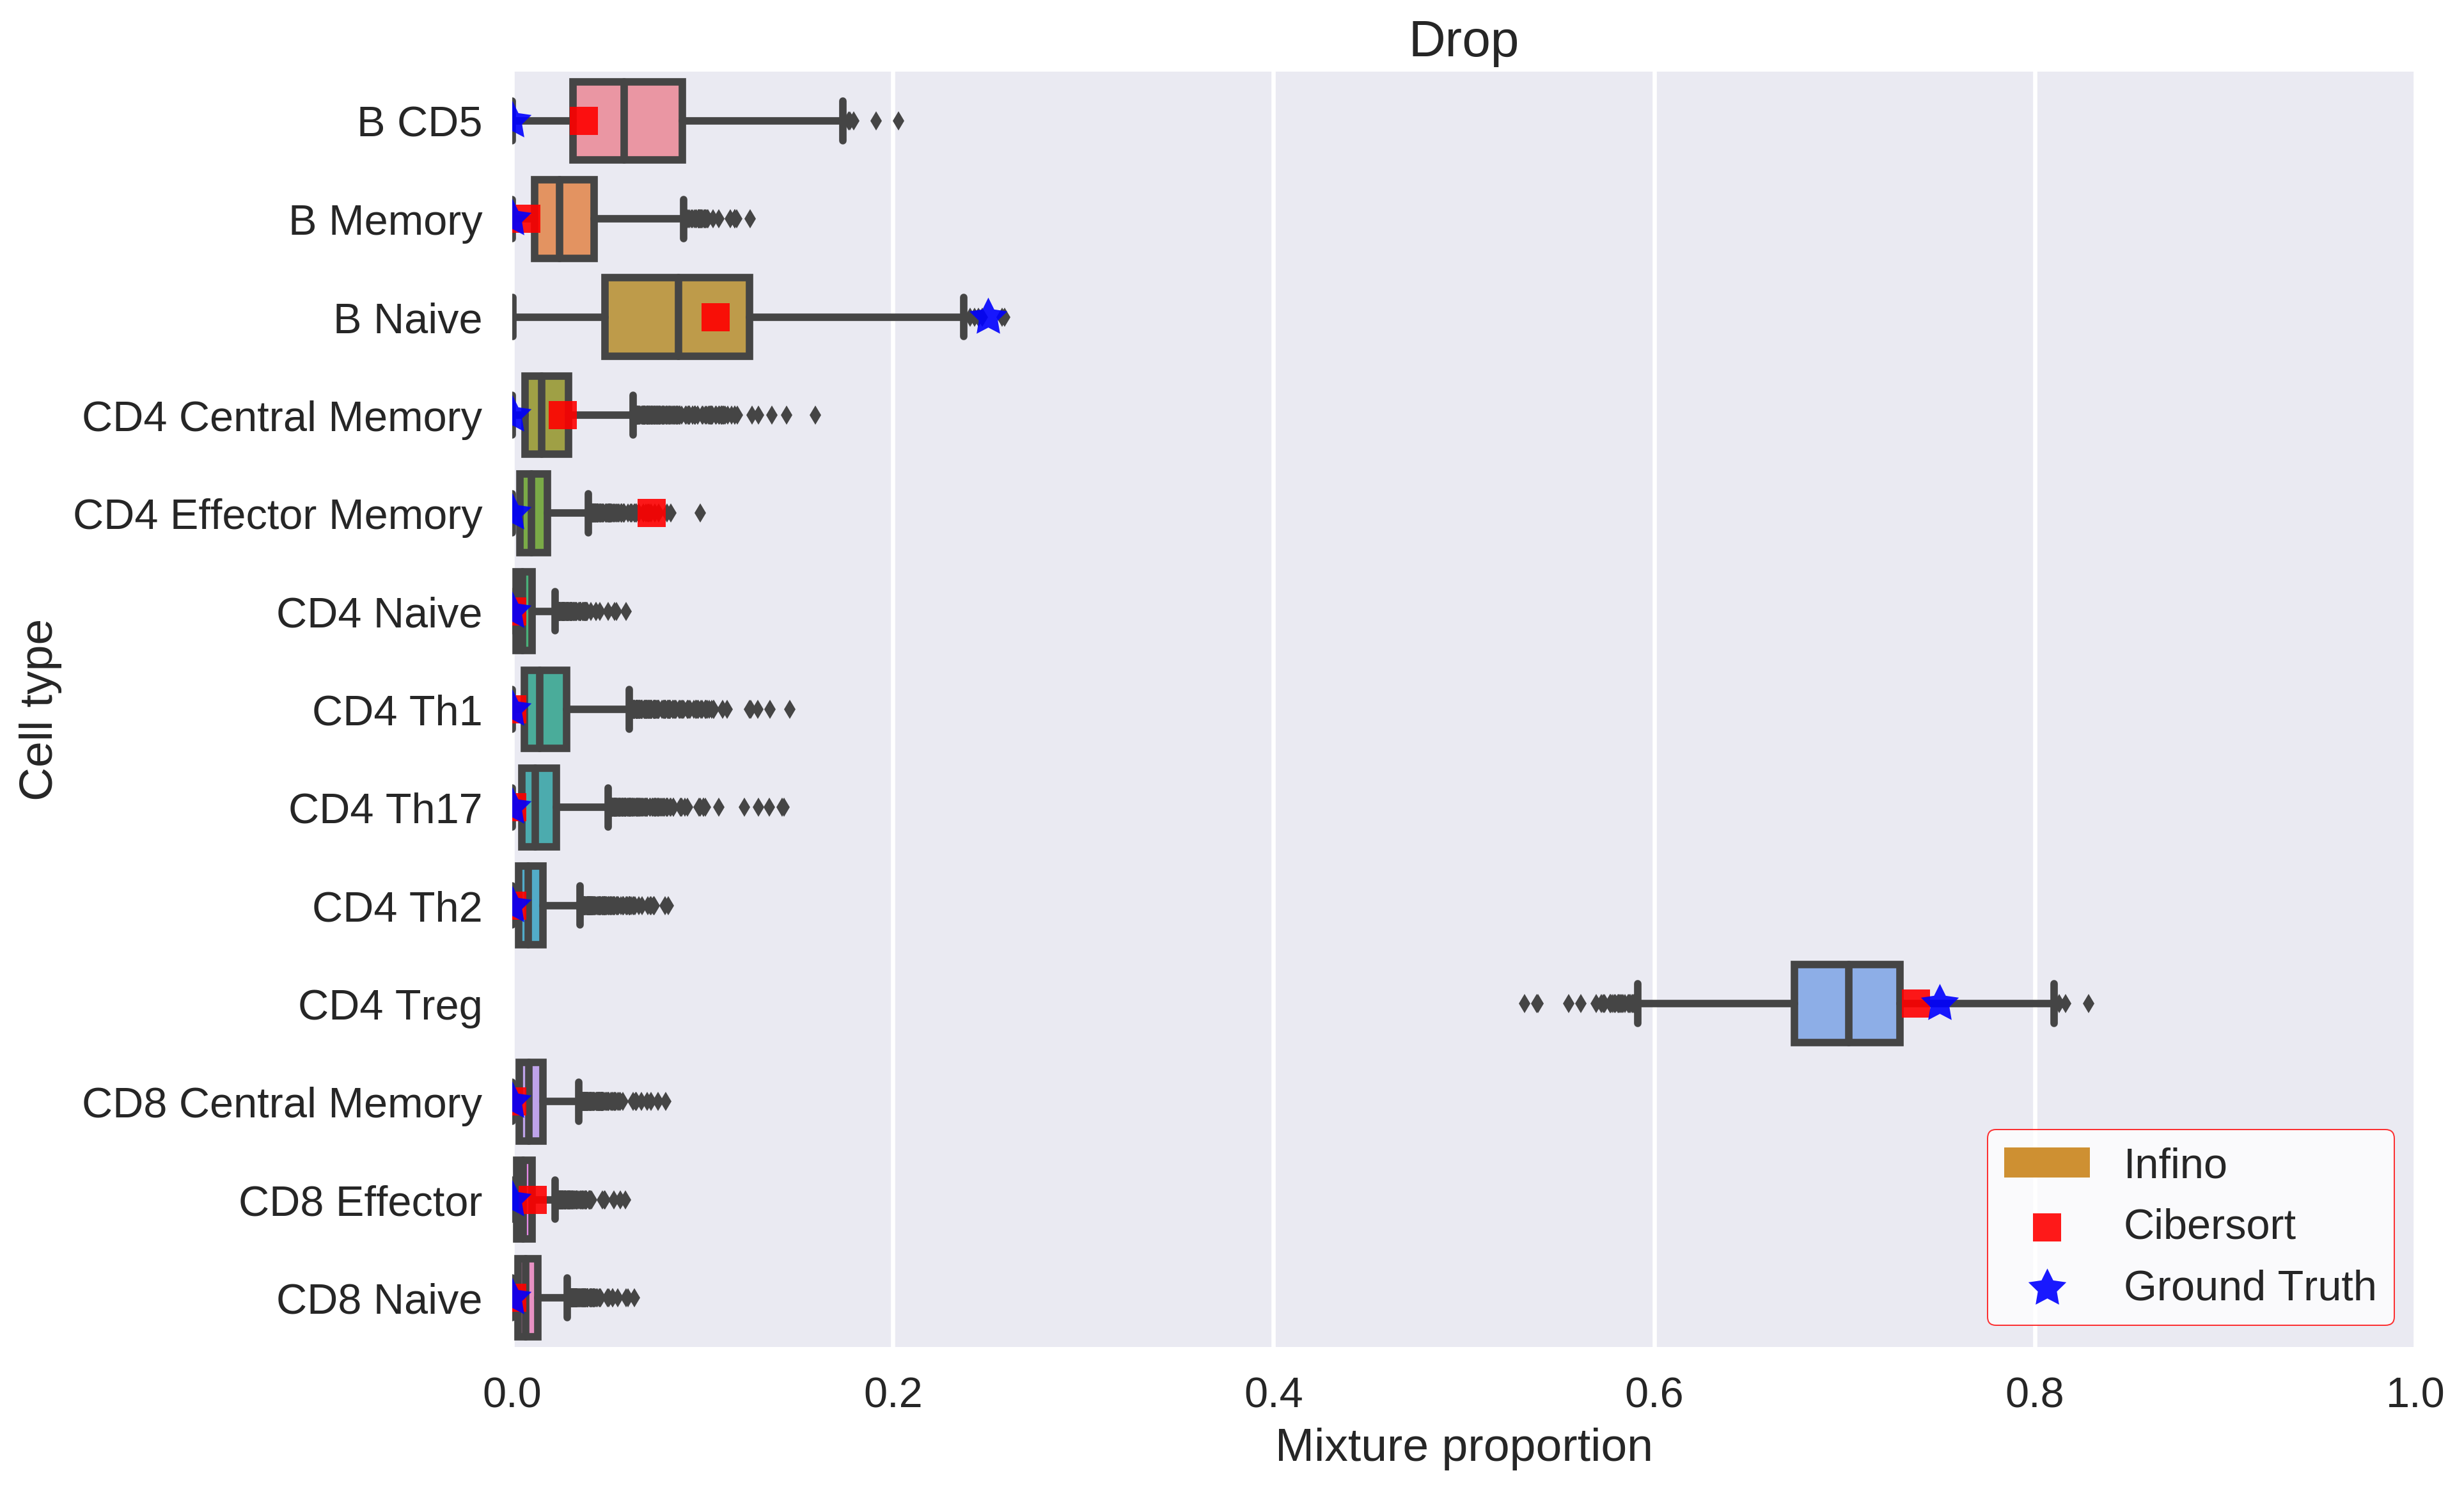 Drop
B CD5
B Memory
B Naive
CD4 Central Memory
CD4 Effector Memory
CD4 Naive
CD4 Th1
CD4 Th17
CD4 Th2
CD4 Treg
CD8 Central Memory
CD8 Effector
CD8 Naive
Cell type
Infino
Cibersort
Ground Truth
0.0 0.2 0.4 0.6 0.8 1.0
Mixture proportion